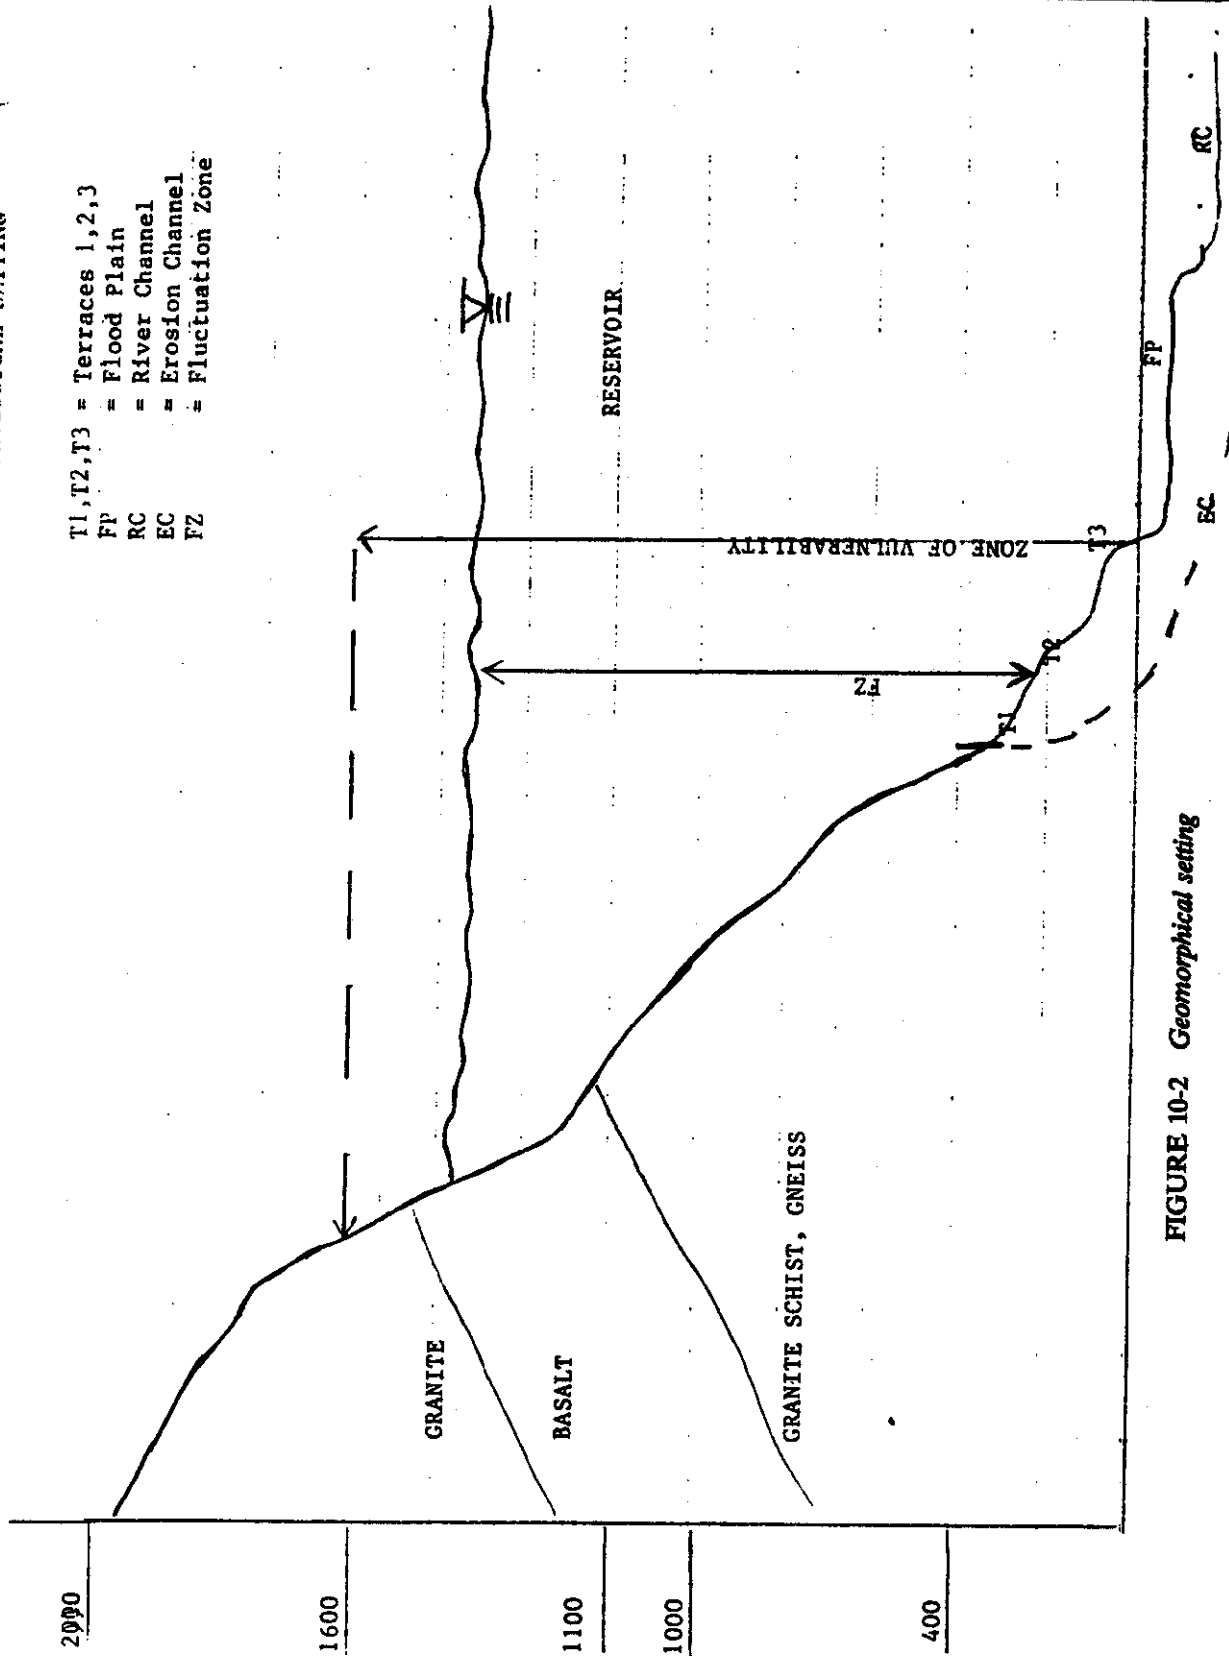 T1,T2,T3 = Terraces 1,2,3
FP = Flood Plain
RC = River Channel
EC = Erosion Channel
FZ = Fluctuation Zone
1600
1100
1000
400
RESERVOIR
ZONE OF VULNERABILITY
FZ
GRANITE
BASALT
GRANITE SCHIST, GNEISS
T1
T2
T3
FP
EC
RC
FIGURE 10-2 Geomorphical setting